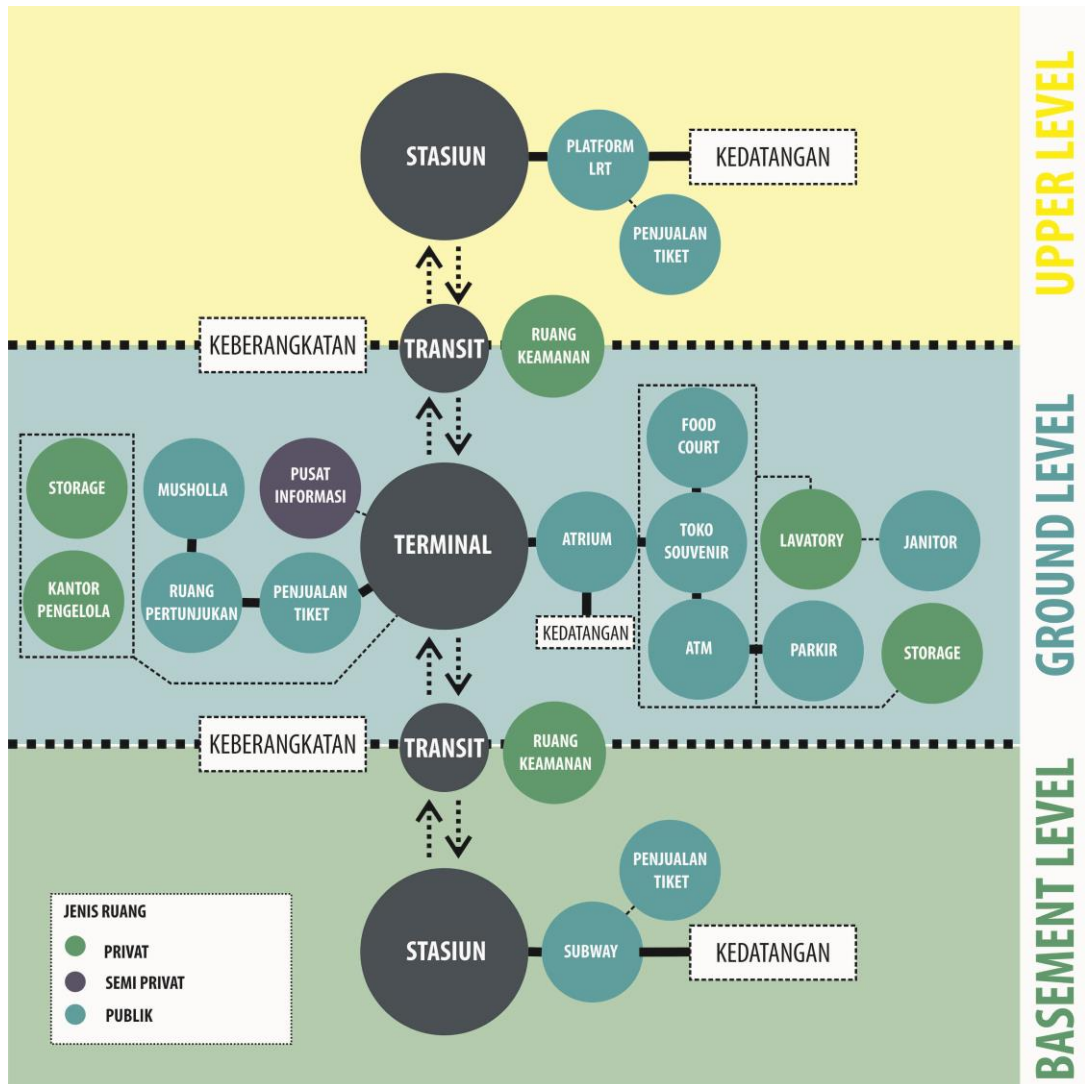 UPPER LEVEL
STASIUN
PLATFORM
LRT
KEDATANGAN
PENJUALAN
TIKET
KEBERANGKATAN
TRANSIT
RUANG
KEAMANAN
GROUND LEVEL
STORAGE
MUSHOLLA
PUSAT
INFORMASI
KANTOR
PENGELOLA
RUANG
PERTUNJUKAN
PENJUALAN
TIKET
TERMINAL
ATRIUM
KEDATANGAN
FOOD
COURT
TOKO
SOUVENIR
ATM
LAVATORY
JANITOR
PARKIR
STORAGE
KEBERANGKATAN
TRANSIT
RUANG
KEAMANAN
BASEMENT LEVEL
STASIUN
SUBWAY
PENJUALAN
TIKET
KEDATANGAN
JENIS RUANG
PRIVAT
SEMI PRIVAT
PUBLIK